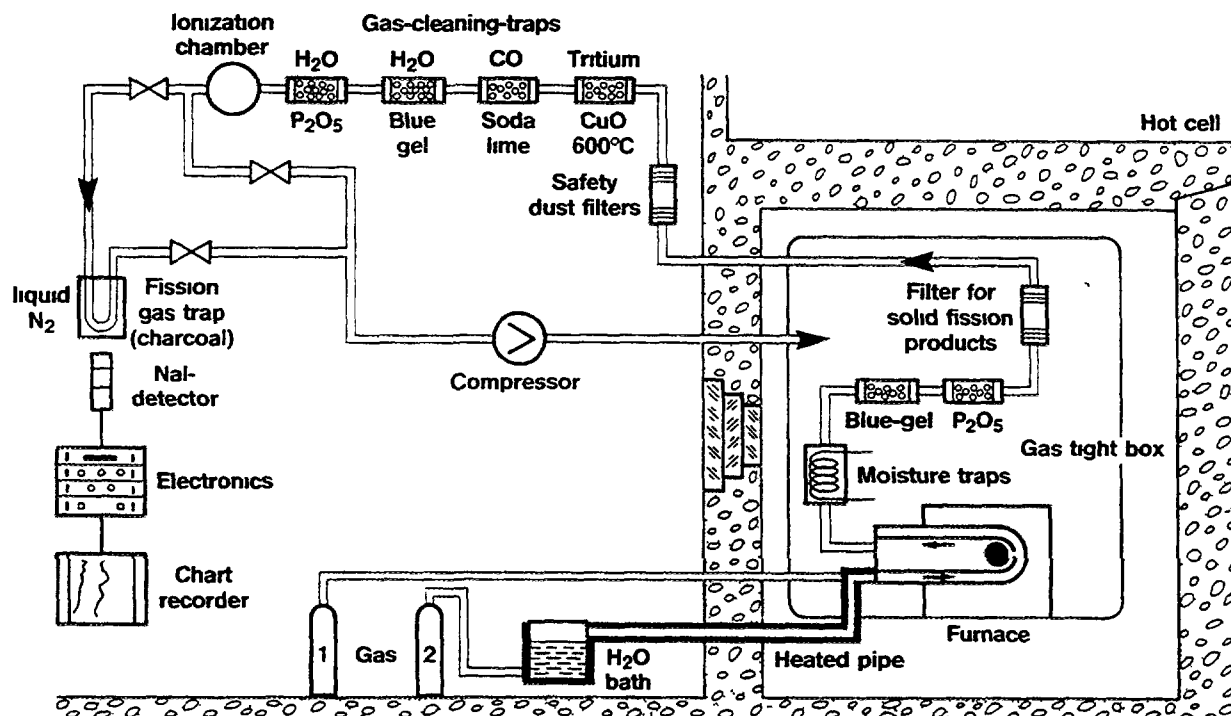 Ionization
chamber
Gas-cleaning-traps
H2O
H2O
CO
Tritium
P2O5
Blue
gel
Soda
lime
CuO
600°C
Hot cell
Safety
dust filters
liquid
N2
Fission
gas trap
(charcoal)
Filter for
solid fission
products
NaI-
detector
Compressor
Blue-gel
P2O5
Gas tight box
Moisture traps
Electronics
Chart
recorder
1
Gas
2
H2O
bath
Heated pipe
Furnace